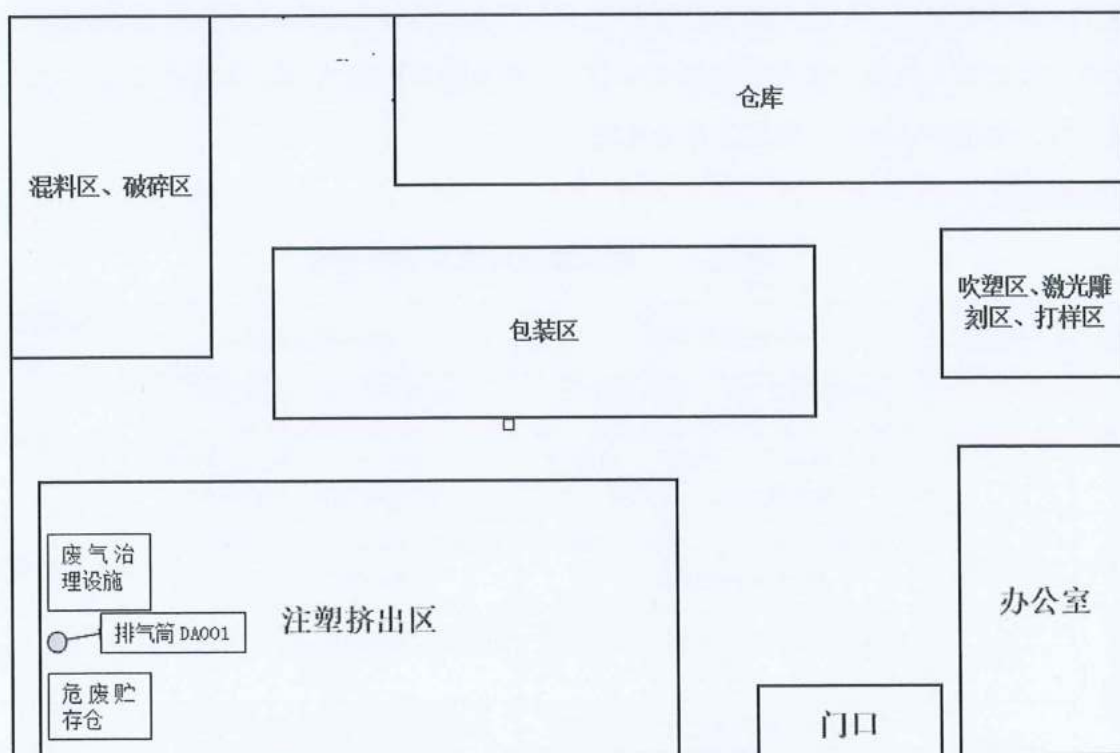 仓库
混料区、破碎区
吹塑区、激光雕
刻区、打样区
包装区
废气治
理设施
排气筒 DA001
注塑挤出区
办公室
危废贮
存仓
门口